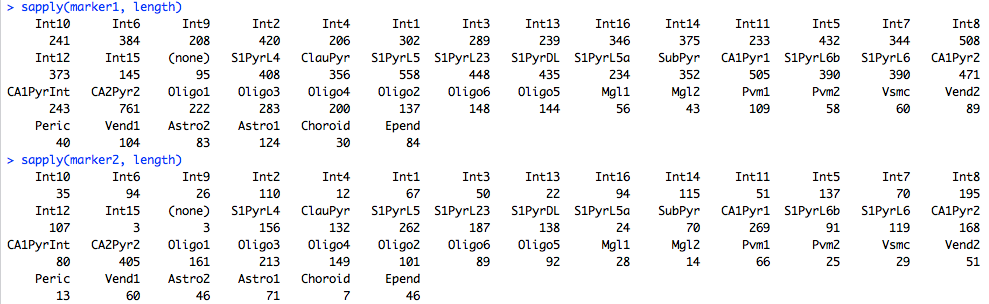 > sapply(marker1, length)
Int10 Int6 Int9 Int2 Int4 Int1 Int3 Int13 Int16 Int14 Int11 Int5 Int7 Int8
241 384 208 420 206 302 289 239 346 375 233 432 344 508
Int12 Int15 (none) S1PyrL4 ClauPyr S1PyrL5 S1PyrL23 S1PyrDL S1PyrL5a SubPyr CA1Pyr1 S1PyrL6b S1PyrL6 CA1Pyr2
373 145 95 408 356 558 448 435 234 352 505 390 390 471
CA1PyrInt CA2Pyr2 Oligo1 Oligo3 Oligo4 Oligo2 Oligo6 Oligo5 Mgl1 Mgl2 Pvm1 Pvm2 Vsmc Vend2
243 761 222 283 200 137 148 144 56 43 109 58 60 89
Peric Vend1 Astro2 Astro1 Choroid Epend
40 104 83 124 30 84
> sapply(marker2, length)
Int10 Int6 Int9 Int2 Int4 Int1 Int3 Int13 Int16 Int14 Int11 Int5 Int7 Int8
35 94 26 110 12 67 50 22 94 115 51 137 70 195
Int12 Int15 (none) S1PyrL4 ClauPyr S1PyrL5 S1PyrL23 S1PyrDL S1PyrL5a SubPyr CA1Pyr1 S1PyrL6b S1PyrL6 CA1Pyr2
107 3 3 156 132 262 187 138 24 70 269 91 119 168
CA1PyrInt CA2Pyr2 Oligo1 Oligo3 Oligo4 Oligo2 Oligo6 Oligo5 Mgl1 Mgl2 Pvm1 Pvm2 Vsmc Vend2
80 405 161 213 149 101 89 92 28 14 66 25 29 51
Peric Vend1 Astro2 Astro1 Choroid Epend
13 60 46 71 7 46